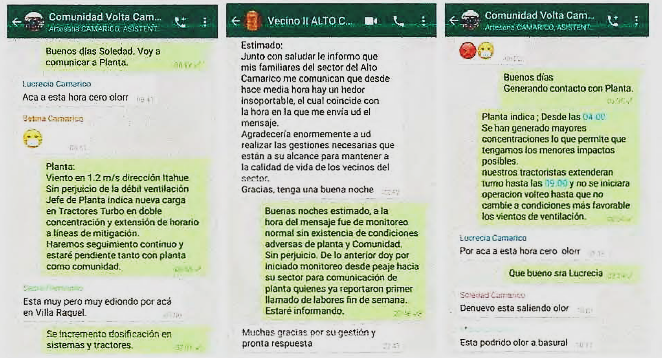 Comunidad Volta Cam...
Artesana CAMARICO, ASISTENT...
Buenos días Soledad. Voy a
comunicar a Planta.
Lucrecia Camarico
Aca a esta hora cero olorr
Betina Camarico
Planta:
Viento en 1.2 m/s dirección Itahue.
Sin perjuicio de la débil ventilación
Jefe de Planta indica nueva carga
en Tractores Turbo en doble
concentración y extensión de horario
a líneas de mitigación.
Haremos seguimiento continuo y
estaré pendiente tanto con planta
como comunidad.
Esta muy pero muy ediondo por acá
en Villa Raquel.
Se incremento dosificación en
sistemas y tractores.
Vecino II ALTO C...
Estimado:
Junto con saludar le informo que
mis familiares del sector del Alto
Camarico me comunican que desde
hace media hora hay un hedor
insoportable, el cual coincide con
la hora en la que me envía ud el
mensaje.
Agradecería enormemente a ud
realizar las gestiones necesarias que
están a su alcance para mantener a
la calidad de vida de los vecinos del
sector.
Gracias, tenga una buena noche
Buenas noches estimado, a la
hora del mensaje fue de monitoreo
normal sin existencia de condiciones
adversas de planta y Comunidad.
Sin perjuicio. De lo anterior doy por
iniciado monitoreo desde peaje hacia
su sector para comunicación de
planta quienes ya reportaron primer
llamado de labores fin de semana.
Estaré informando.
Muchas gracias por su gestión y
pronta respuesta
Comunidad Volta Cam...
Artesana CAMARICO, ASISTENT...
Buenos días
Generando contacto con Planta.
Planta indica ; Desde las 04:00
Se han generado mayores
concentraciones lo que permite que
tengamos los menores impactos
posibles.
nuestros tractoristas extenderan
turno hasta las 09:00 y no se iniciara
operacion volteo hasta que no
cambie a condiciones más favorable
los vientos de ventilación.
Lucrecia Camarico
Por aca a esta hora cero olorr
Que bueno sra Lucrecia
Soledad Camarico
Denuevo esta saliendo olor
Esta podrido olor a basural